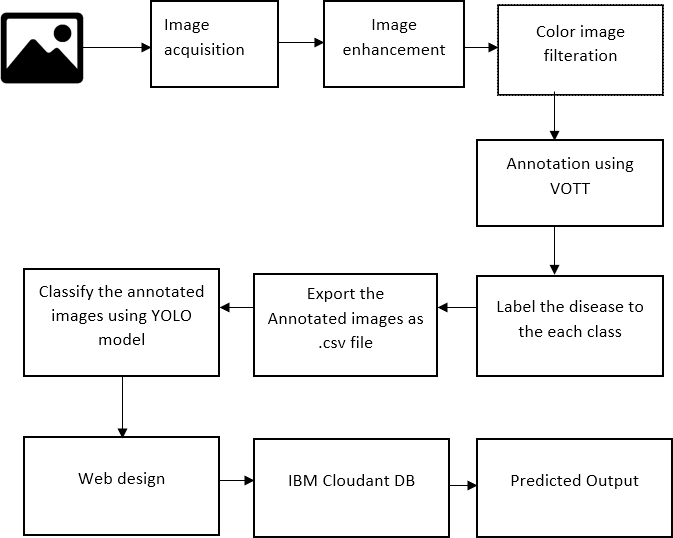 Image
acquisition
Image
enhancement
Color image
filteration
Annotation using
VOTT
Label the disease to
the each class
Export the
Annotated images as
.csv file
Classify the annotated
images using YOLO
model
Web design
IBM Cloudant DB
Predicted Output